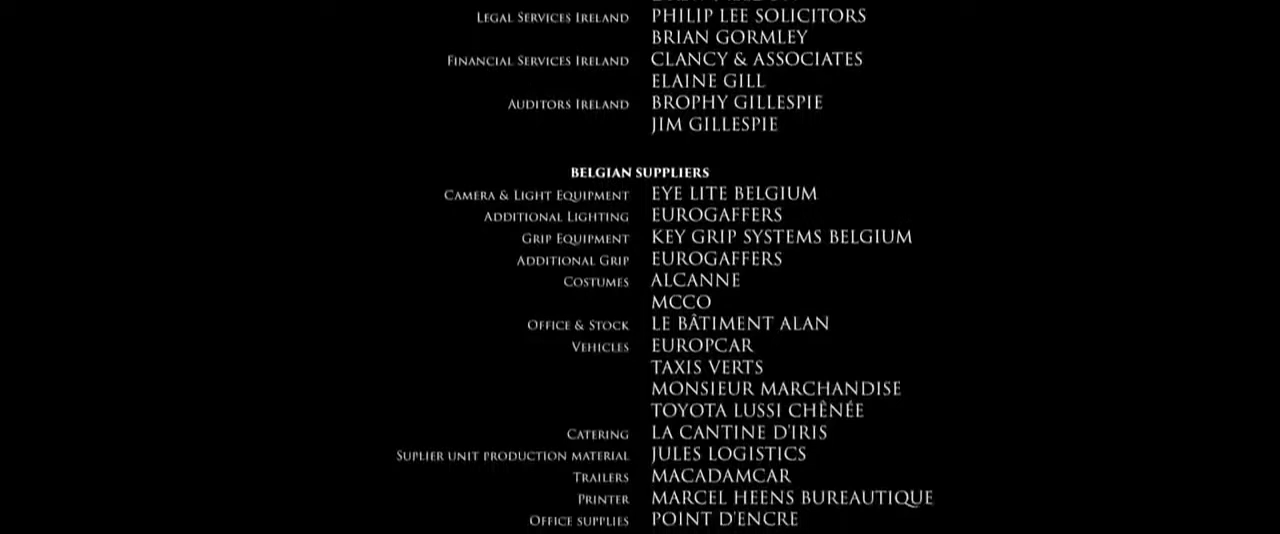 Legal Services Ireland PHILIP LEE SOLICITORS
BRIAN GORMLEY
Financial Services Ireland CLANCY & ASSOCIATES
ELAINE GILL
Auditors Ireland BROPHY GILLESPIE
JIM GILLESPIE
BELGIAN SUPPLIERS
Camera & Light Equipment EYE LITE BELGIUM
Additional Lighting EUROGAFFERS
Grip Equipment KEY GRIP SYSTEMS BELGIUM
Additional Grip EUROGAFFERS
Costumes ALCANNE
MCCO
Office & Stock LE BÂTIMENT ALAN
Vehicles EUROPCAR
TAXIS VERTS
MONSIEUR MARCHANDISE
TOYOTA LUSSI CHÊNÉE
Catering LA CANTINE D'IRIS
Suplier unit production material JULES LOGISTICS
Trailers MACADAMCAR
Printer MARCEL HEENS BUREAUTIQUE
Office supplies POINT D'ENCRE